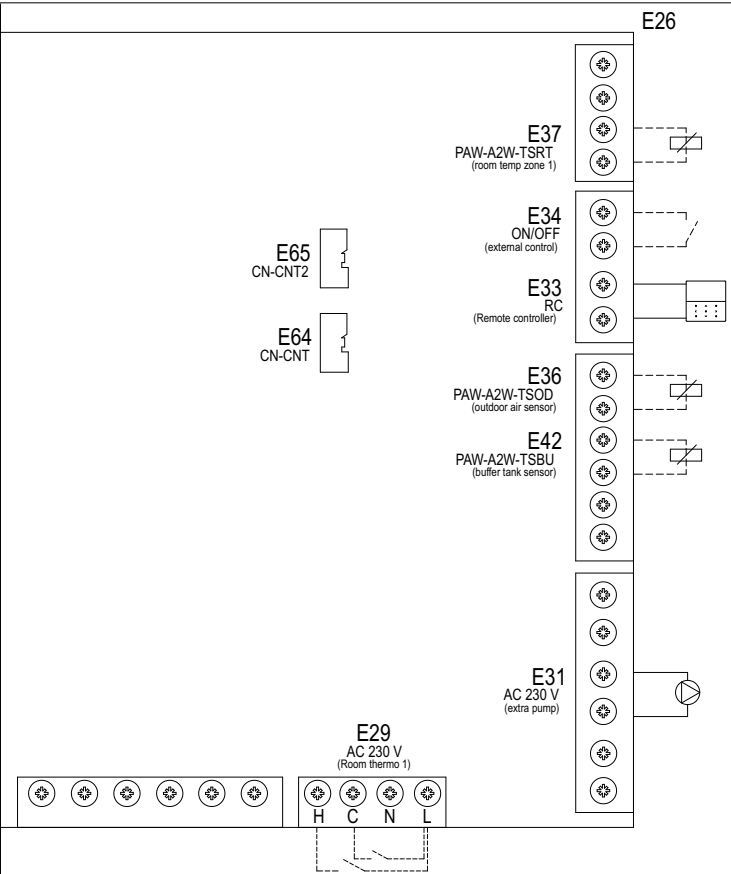 E26
E37
PAW-A2W-TSRT
(room temp zone 1)
E34
ON/OFF
(external control)
E65
CN-CNT2
E33
RC
(Remote controller)
E64
CN-CNT
E36
PAW-A2W-TSOD
(outdoor air sensor)
E42
PAW-A2W-TSBU
(buffer tank sensor)
E31
AC 230 V
(extra pump)
E29
AC 230 V
(Room thermo 1)
H C N L